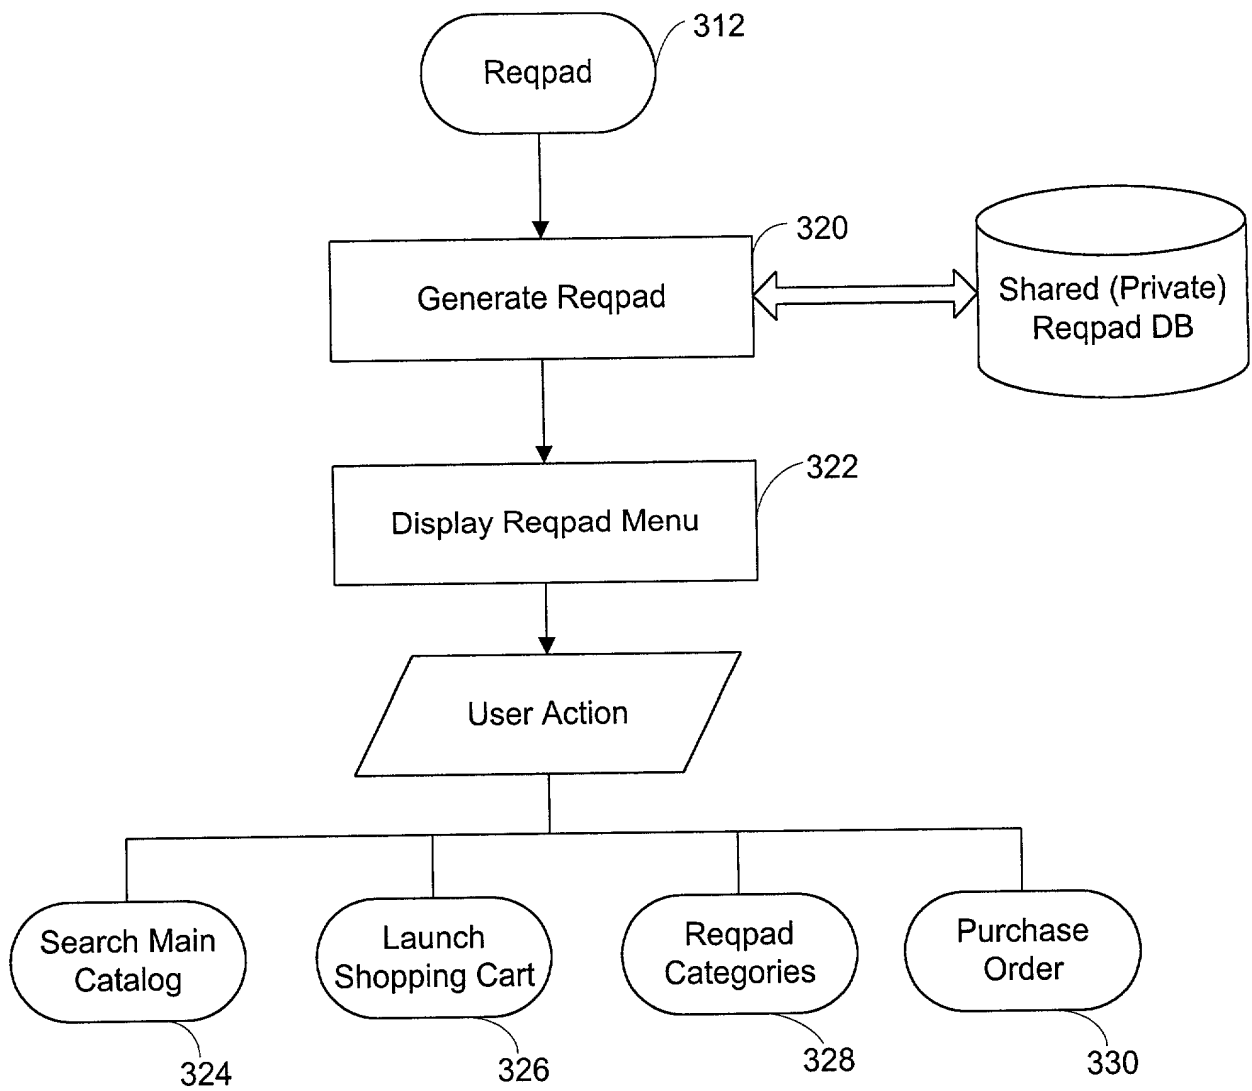 312
Reqpad
320
Generate Reqpad
Shared (Private)
Reqpad DB
322
Display Reqpad Menu
User Action
Search Main
Catalog
Launch
Shopping Cart
Reqpad
Categories
Purchase
Order
324
326
328
330